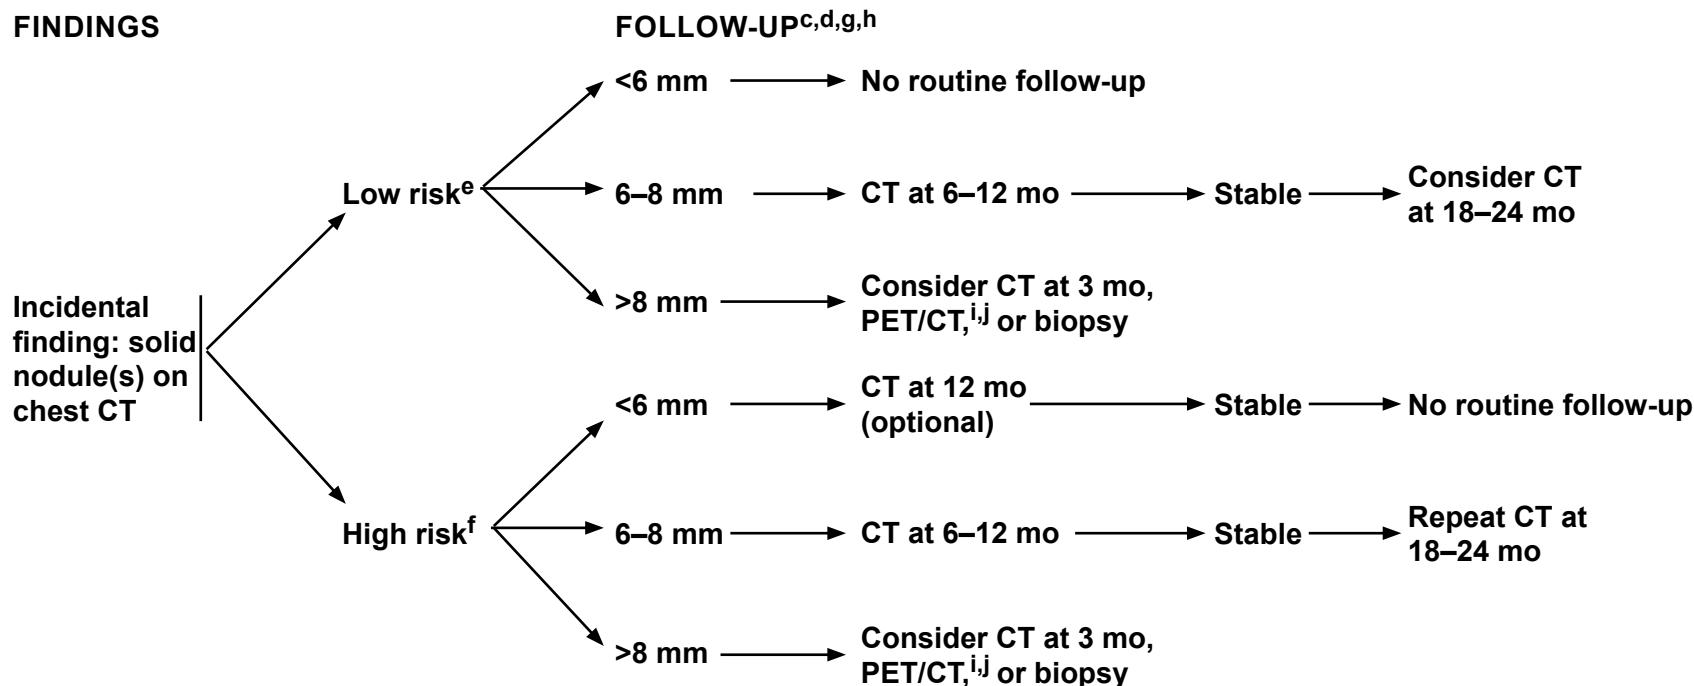 FINDINGS
FOLLOW-UPc,d,g,h
<6 mm
No routine follow-up
Low riske
6–8 mm
CT at 6–12 mo
Stable
Consider CT
at 18–24 mo
>8 mm
Consider CT at 3 mo,
PET/CT,i,j or biopsy
Incidental
finding: solid
nodule(s) on
chest CT
<6 mm
CT at 12 mo
(optional)
Stable
No routine follow-up
High riskf
6–8 mm
CT at 6–12 mo
Stable
Repeat CT at
18–24 mo
>8 mm
Consider CT at 3 mo,
PET/CT,i,j or biopsy